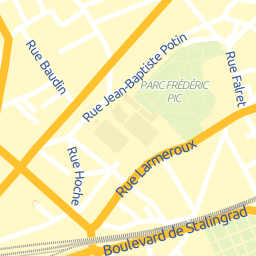 Rue Baudin
Rue Jean-Baptiste Potin
Rue Falret
PARC FRÉDÉRIC
PIC
Rue Hoche
Rue Larmeroux
Boulevard de Stalingrad